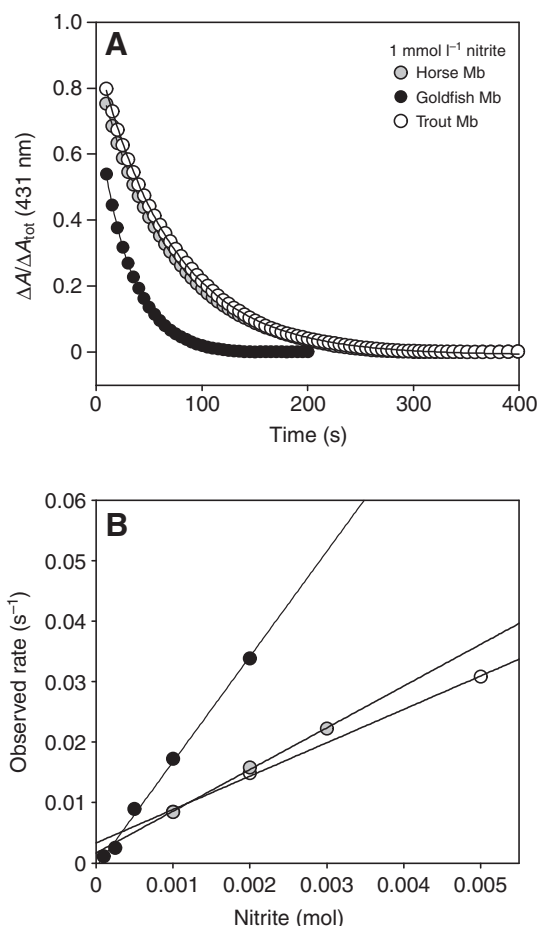 A
1 mmol l⁻¹ nitrite
Horse Mb
Goldfish Mb
Trout Mb
1.0
0.8
0.6
0.4
0.2
0
ΔA/ΔAtot (431 nm)
0 100 200 300 400
Time (s)
B
0.06
0.05
0.04
0.03
0.02
0.01
0
Observed rate (s⁻¹)
0 0.001 0.002 0.003 0.004 0.005
Nitrite (mol)